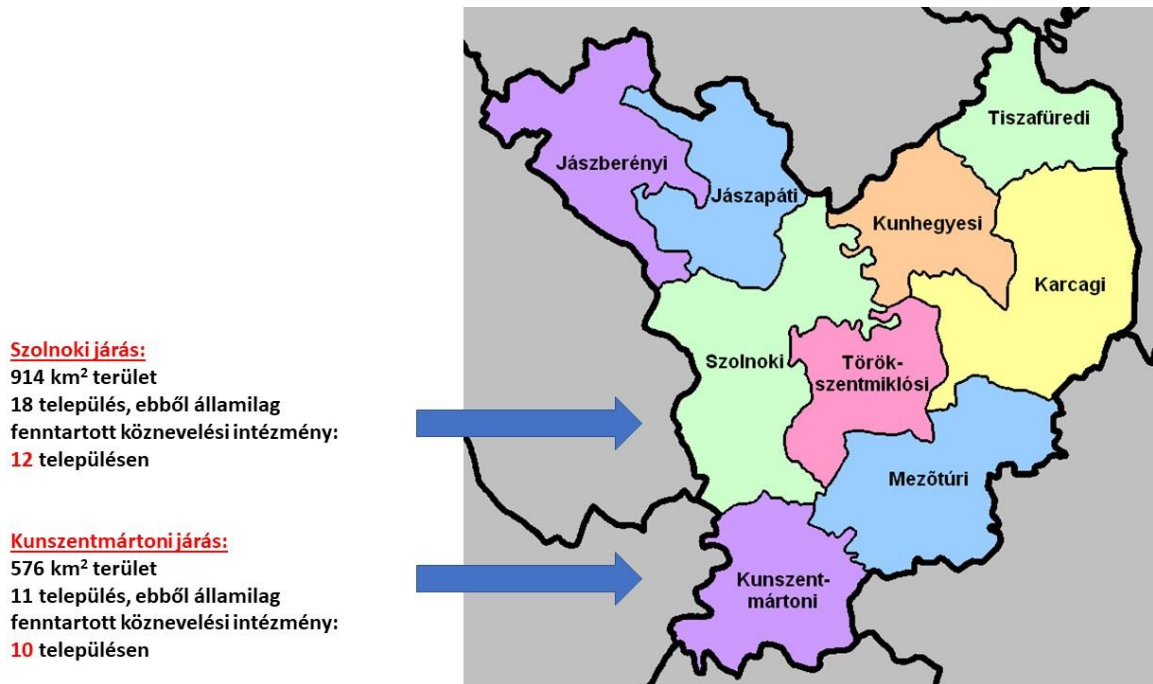 Szolnoki járás:
914 km² terület
18 település, ebből államilag
fenntartott köznevelési intézmény:
12 településen
Kunszentmártoni járás:
576 km² terület
11 település, ebből államilag
fenntartott köznevelési intézmény:
10 településen
Tiszafüredi
Jászberényi
Jászapáti
Kunhegyesi
Karcagi
Szolnoki
Török-
szentmiklósi
Mezõtúri
Kunszent-
mártoni